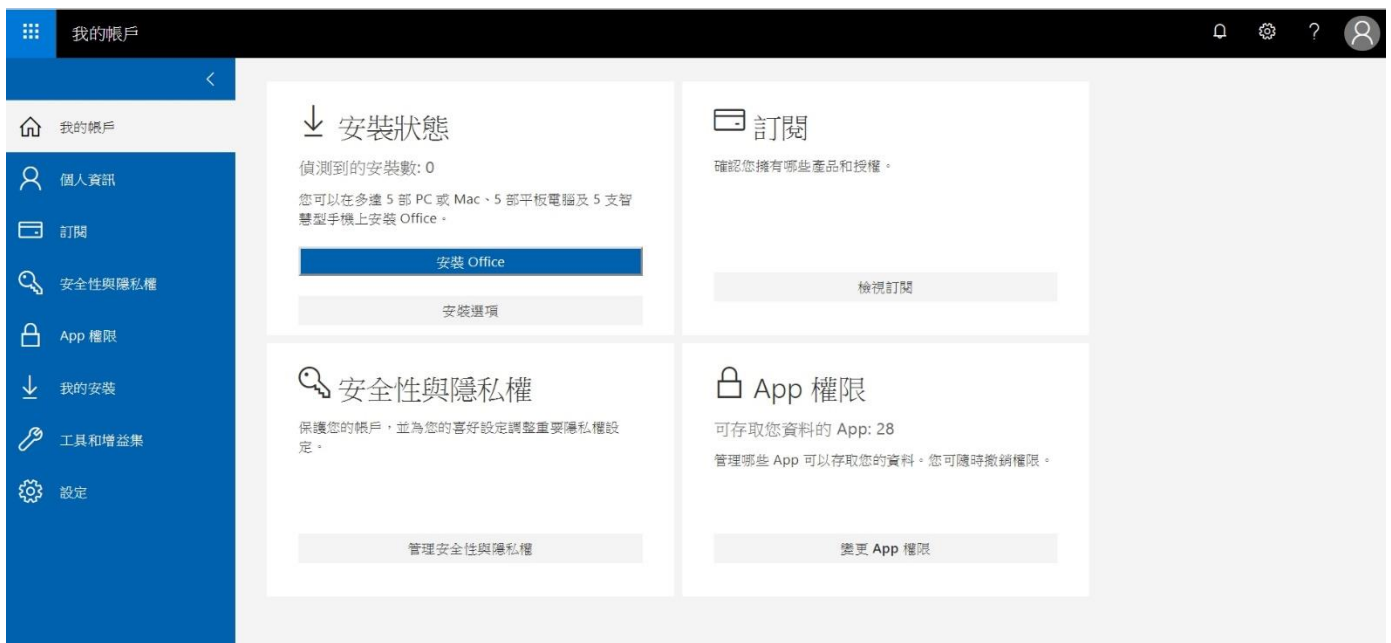 我的帳戶
?
我的帳戶
個人資訊
訂閱
安全性與隱私權
App 權限
我的安裝
工具和增益集
設定
安裝狀態
偵測到的安裝數: 0
您可以在多達 5 部 PC 或 Mac、5 部平板電腦及 5 支智
慧型手機上安裝 Office。
安裝 Office
安裝選項
訂閱
確認您擁有哪些產品和授權。
檢視訂閱
安全性與隱私權
保護您的帳戶，並為您的喜好設定調整重要隱私權設
定。
管理安全性與隱私權
App 權限
可存取您資料的 App: 28
管理哪些 App 可以存取您的資料。您可隨時撤銷權限。
變更 App 權限